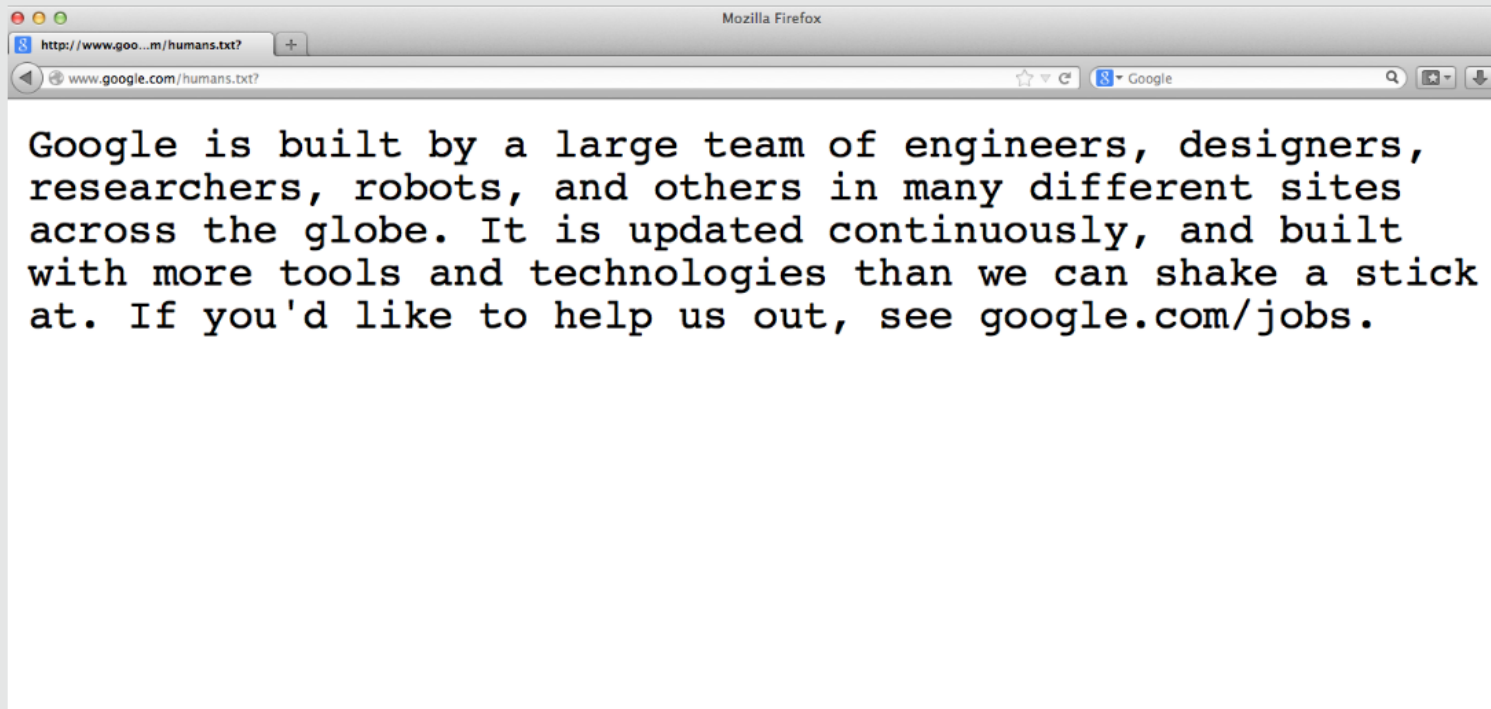 Mozilla Firefox
http://www.goo...m/humans.txt?
www.google.com/humans.txt?
Google
Google is built by a large team of engineers, designers,
researchers, robots, and others in many different sites
across the globe. It is updated continuously, and built
with more tools and technologies than we can shake a stick
at. If you'd like to help us out, see google.com/jobs.